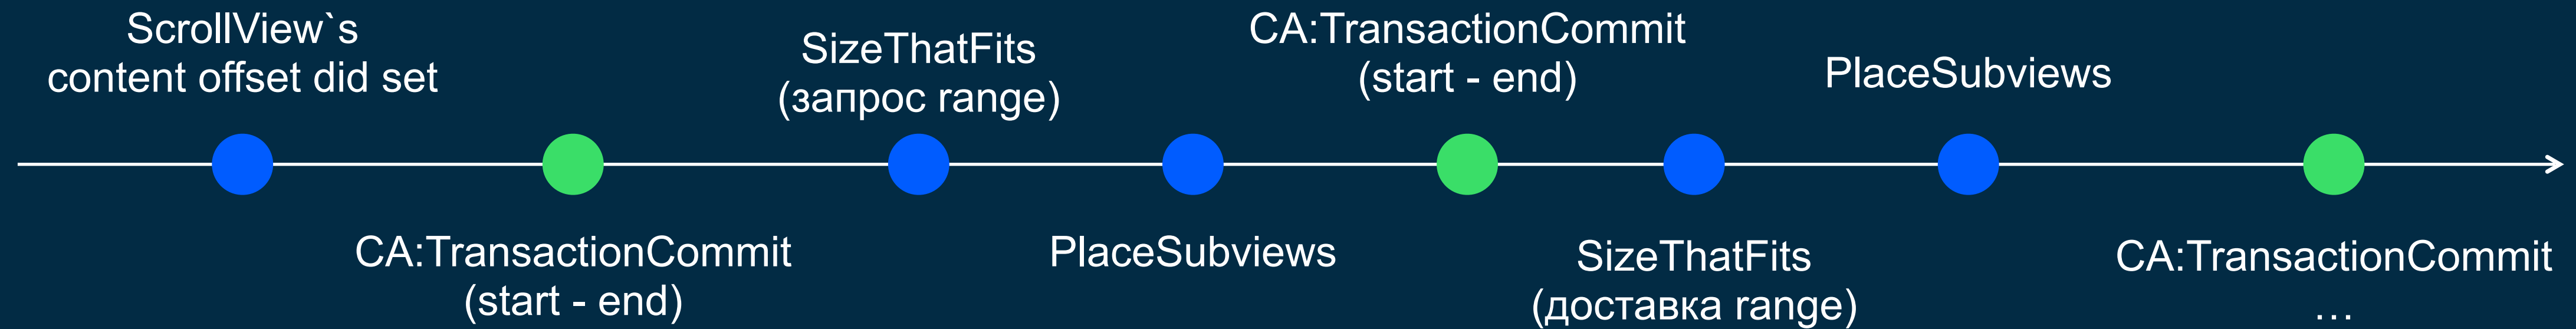 ScrollView`s
content offset did set
CA:TransactionCommit
(start - end)
SizeThatFits
(запрос range)
PlaceSubviews
CA:TransactionCommit
(start - end)
SizeThatFits
(доставка range)
PlaceSubviews
CA:TransactionCommit
...